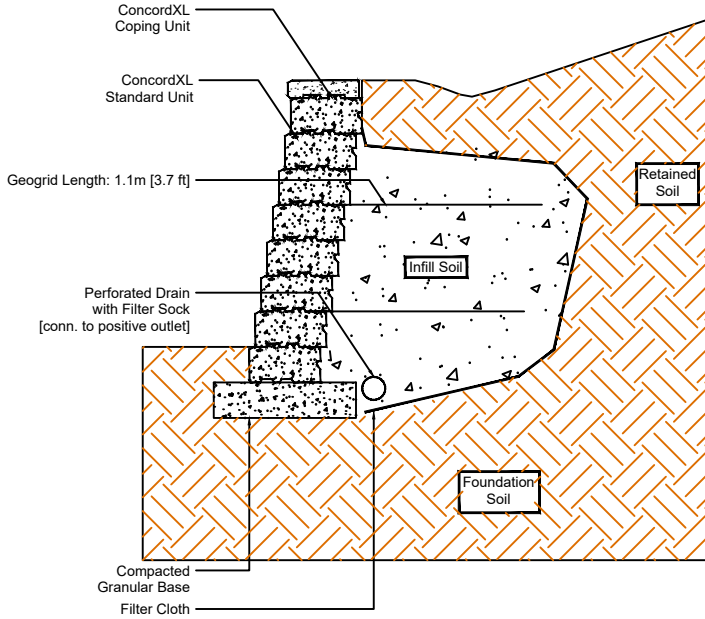 ConcordXL
Coping Unit
ConcordXL
Standard Unit
Geogrid Length: 1.1m [3.7 ft]
Retained
Soil
Infill Soil
Perforated Drain
with Filter Sock
[conn. to positive outlet]
Foundation
Soil
Compacted
Granular Base
Filter Cloth